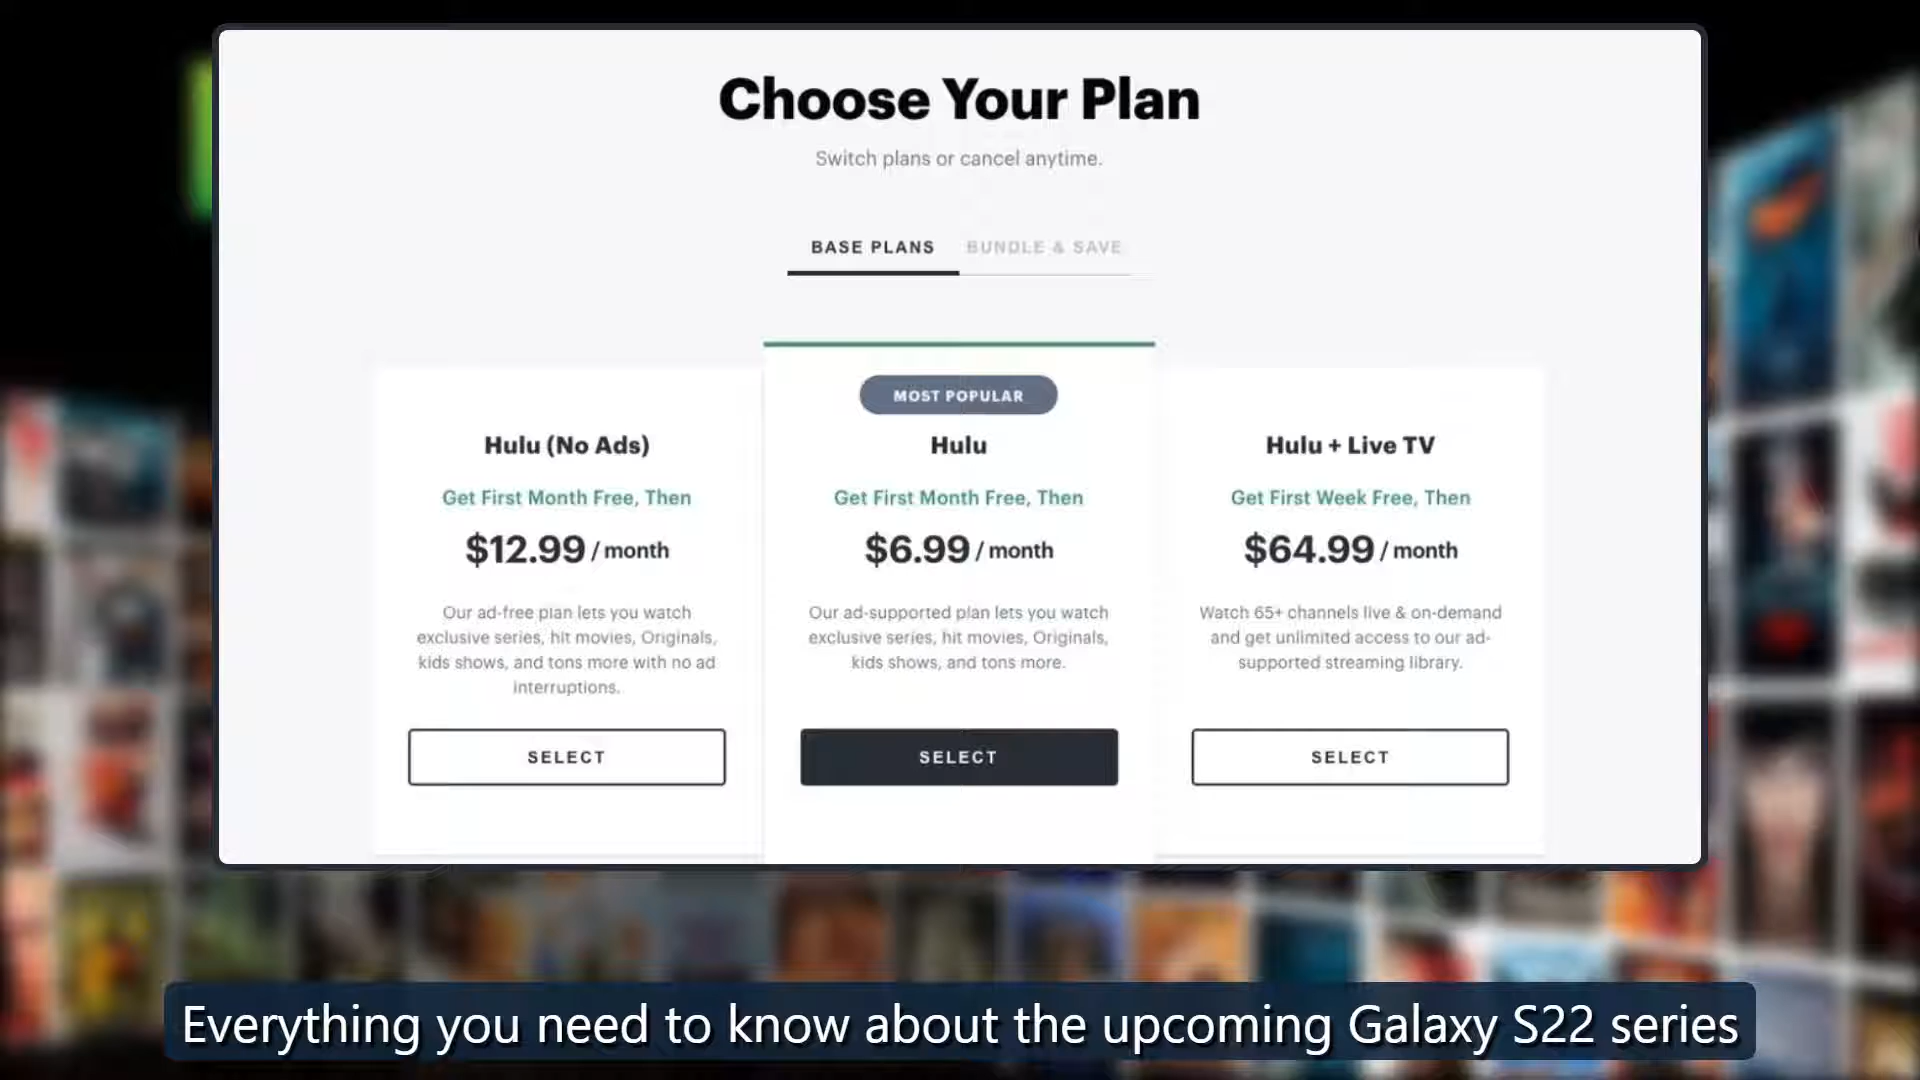 Choose Your Plan
Switch plans or cancel anytime.
BASE PLANS
BUNDLE & SAVE
Hulu (No Ads)
Get First Month Free, Then
$12.99 / month
Our ad-free plan lets you watch
exclusive series, hit movies, Originals,
kids shows, and tons more with no ad
interruptions.
SELECT
MOST POPULAR
Hulu
Get First Month Free, Then
$6.99 / month
Our ad-supported plan lets you watch
exclusive series, hit movies, Originals,
kids shows, and tons more.
SELECT
Hulu + Live TV
Get First Week Free, Then
$64.99 / month
Watch 65+ channels live & on-demand
and get unlimited access to our ad-
supported streaming library.
SELECT
Everything you need to know about the upcoming Galaxy S22 series